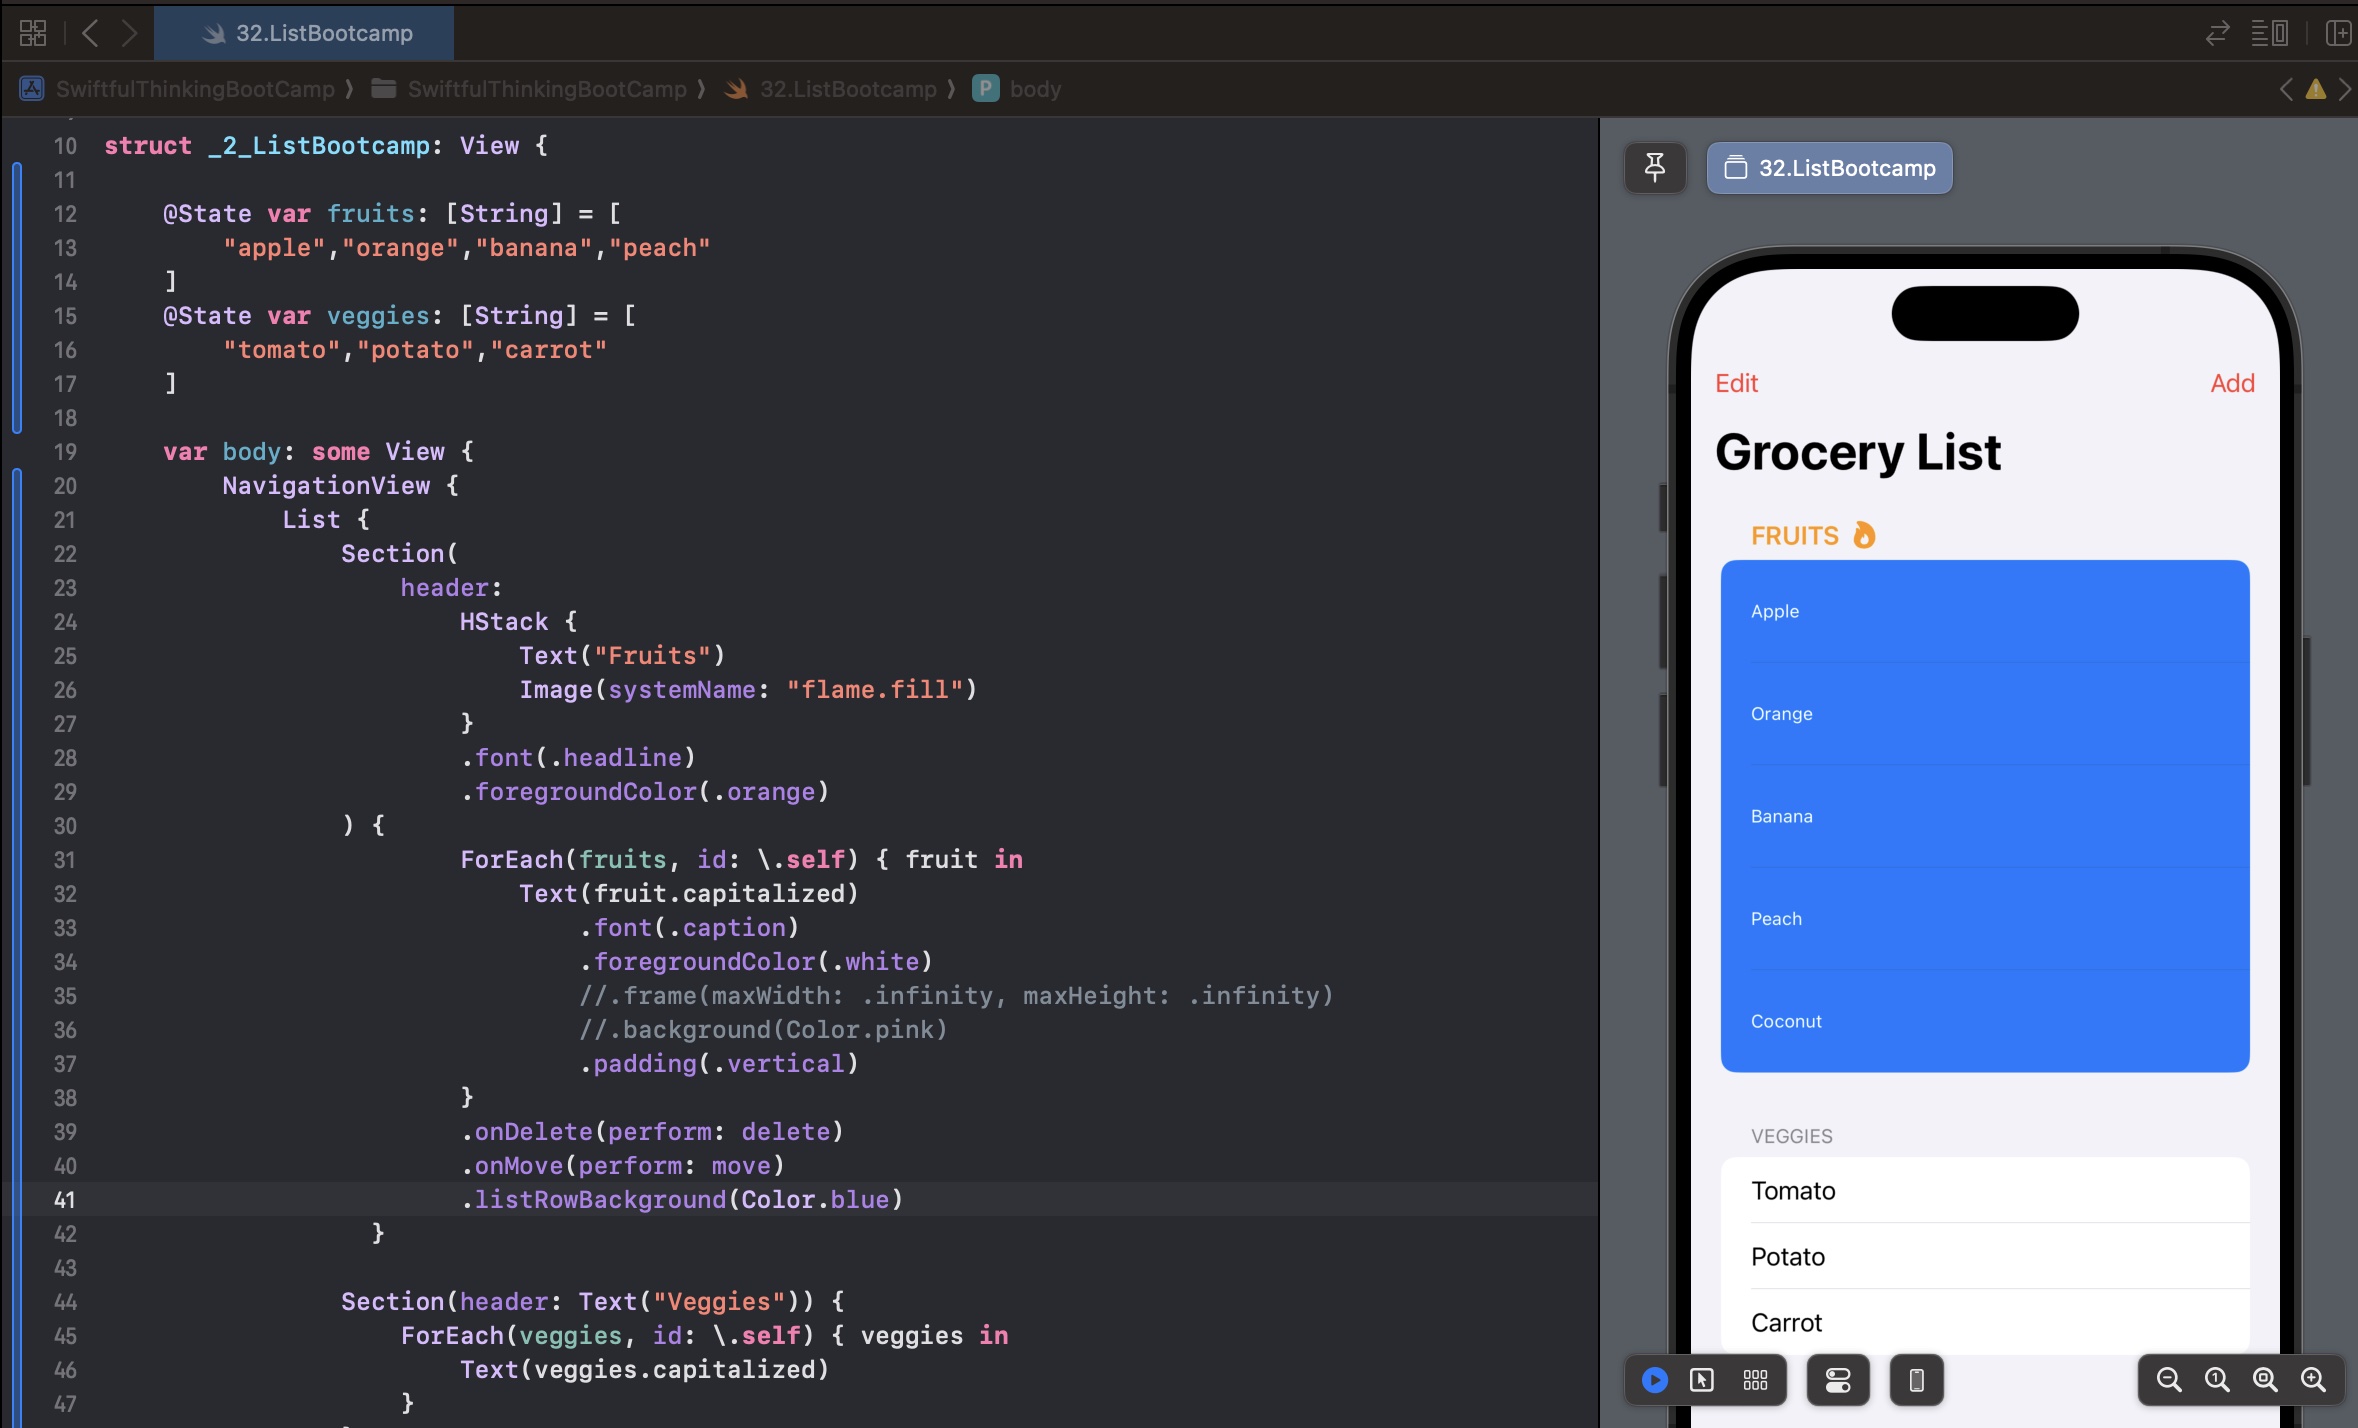 32.ListBootcamp
SwiftfulThinkingBootCamp ⟩ SwiftfulThinkingBootCamp ⟩ 32.ListBootcamp ⟩ P body
10 struct _2_ListBootcamp: View {
11
12 @State var fruits: [String] = [
13 "apple","orange","banana","peach"
14 ]
15 @State var veggies: [String] = [
16 "tomato","potato","carrot"
17 ]
18
19 var body: some View {
20 NavigationView {
21 List {
22 Section(
23 header:
24 HStack {
25 Text("Fruits")
26 Image(systemName: "flame.fill")
27 }
28 .font(.headline)
29 .foregroundColor(.orange)
30 ) {
31 ForEach(fruits, id: \.self) { fruit in
32 Text(fruit.capitalized)
33 .font(.caption)
34 .foregroundColor(.white)
35 //.frame(maxWidth: .infinity, maxHeight: .infinity)
36 //.background(Color.pink)
37 .padding(.vertical)
38 }
39 .onDelete(perform: delete)
40 .onMove(perform: move)
41 .listRowBackground(Color.blue)
42 }
43
44 Section(header: Text("Veggies")) {
45 ForEach(veggies, id: \.self) { veggies in
46 Text(veggies.capitalized)
47 }
32.ListBootcamp
Edit Add
Grocery List
FRUITS
Apple
Orange
Banana
Peach
Coconut
VEGGIES
Tomato
Potato
Carrot